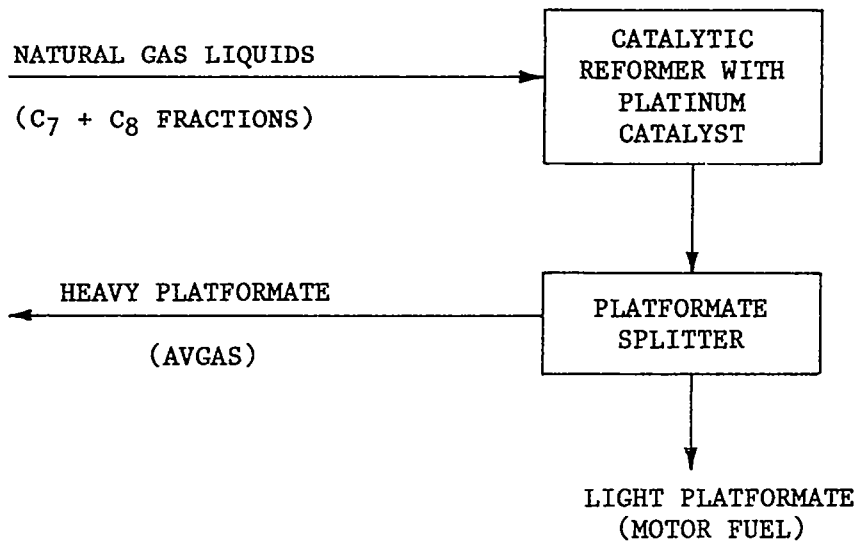 NATURAL GAS LIQUIDS
(C7 + C8 FRACTIONS)
CATALYTIC
REFORMER WITH
PLATINUM
CATALYST
HEAVY PLATFORMATE
(AVGAS)
PLATFORMATE
SPLITTER
LIGHT PLATFORMATE
(MOTOR FUEL)